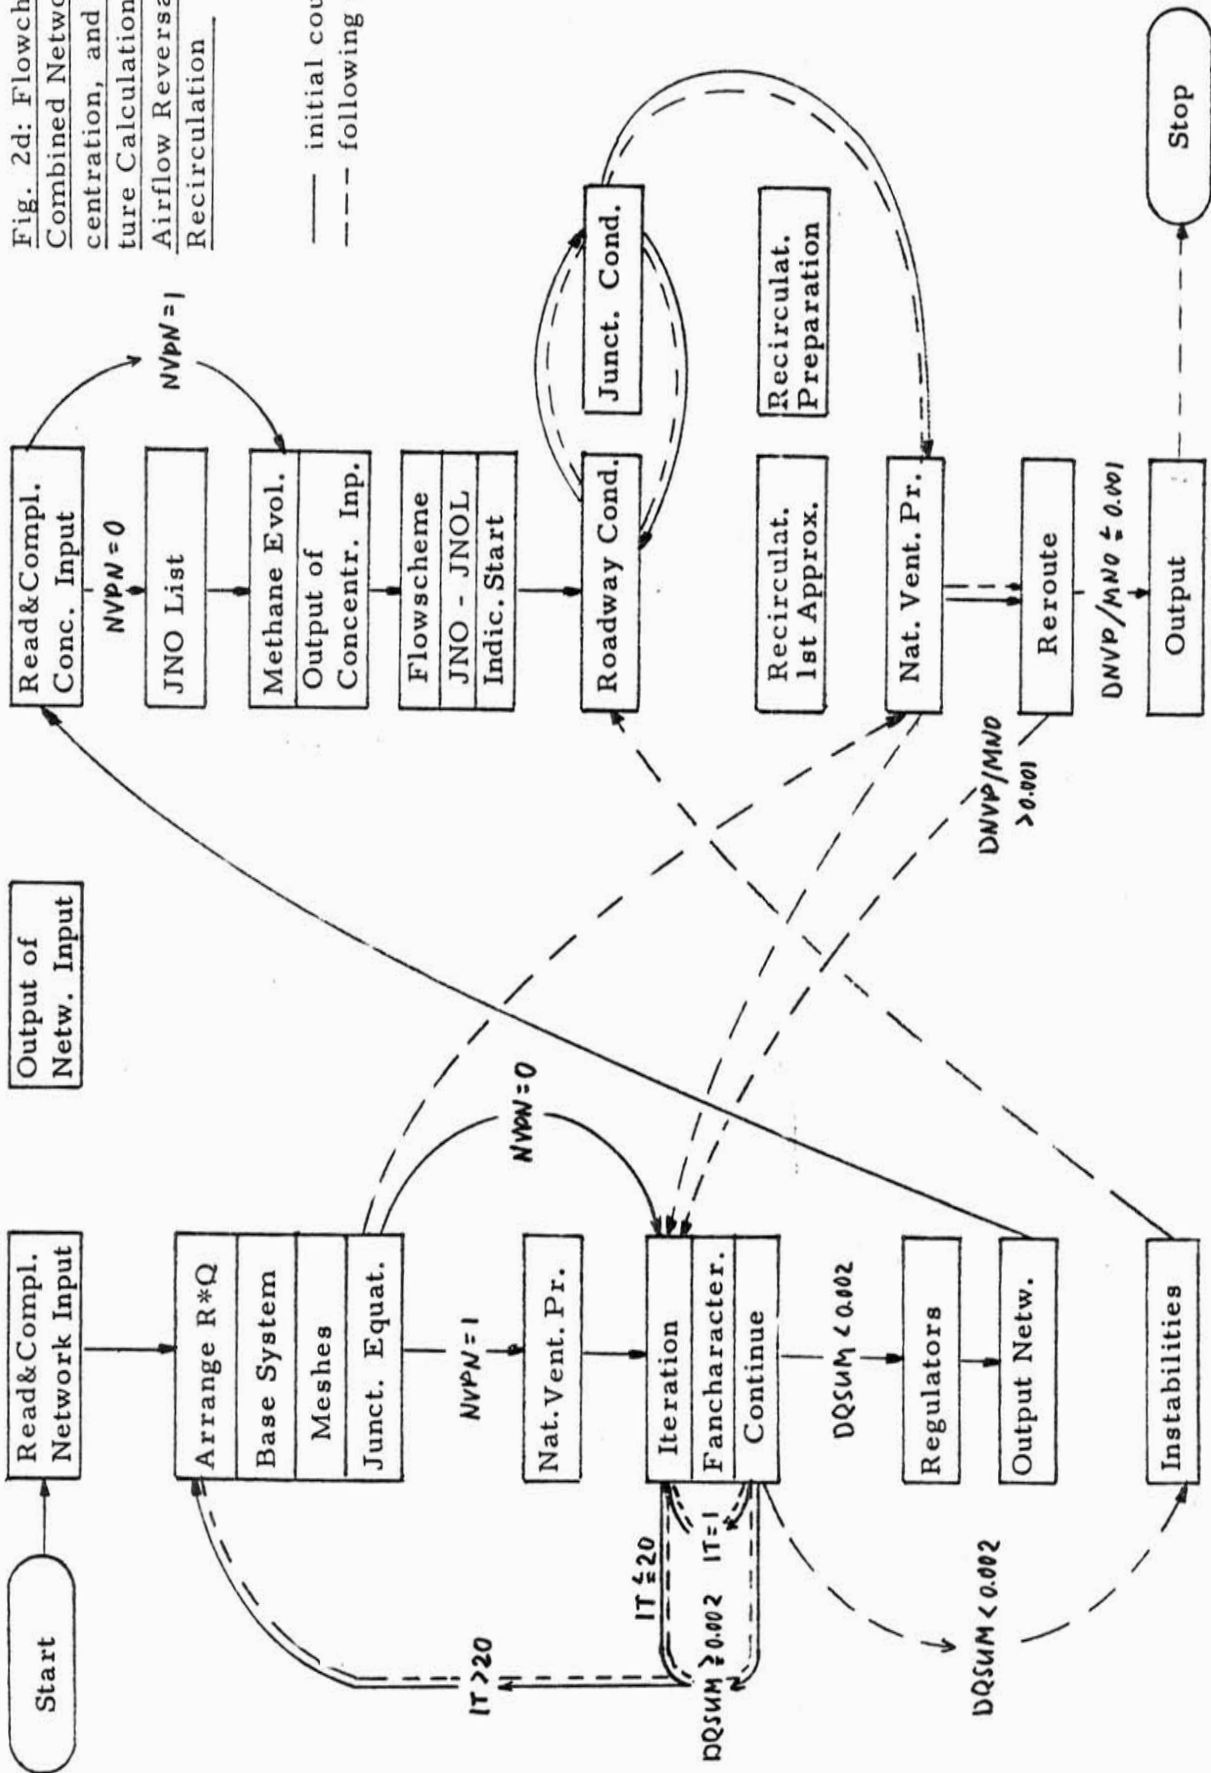 Fig. 2d: Flowch
Combined Netwo
centration, and
ture Calculation
Airflow Reversa
Recirculation
—— initial cou
--- following
Start
Read&Compl.
Network Input
Arrange R*Q
Base System
Meshes
Junct. Equat.
NVPN=1
NVPN=0
Nat.Vent.Pr.
Iteration
Fancharacter.
Continue
IT>20
IT≦20
IT=1
DQSUM≧0.002
DQSUM<0.002
DQSUM<0.002
Regulators
Output Netw.
Instabilities
Output of
Netw. Input
Read&Compl.
Conc. Input
NVPN=0
NVPN=1
JNO List
Methane Evol.
Output of
Concentr. Inp.
Flowscheme
JNO - JNOL
Indic. Start
Roadway Cond.
Junct. Cond.
Recirculat.
1st Approx.
Recirculat.
Preparation
Nat. Vent. Pr.
Reroute
DNVP/MNO
>0.001
DNVP/MNO≦0.001
Output
Stop